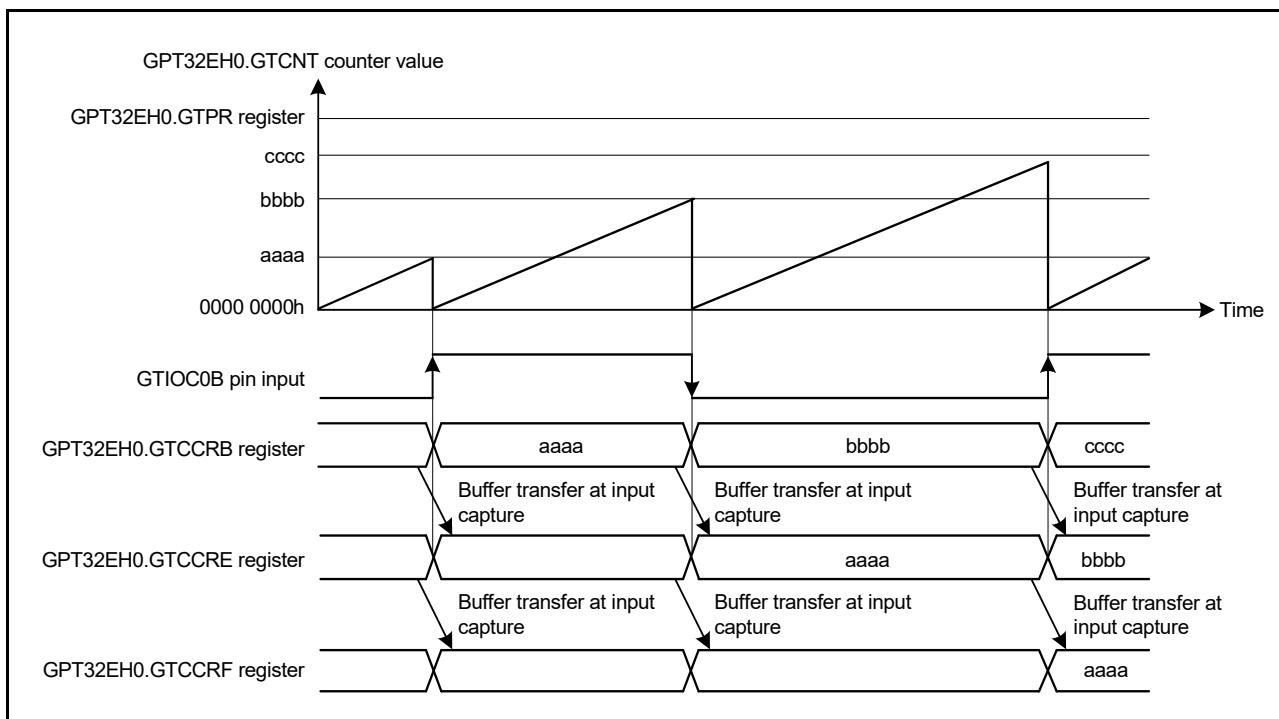 GPT32EH0.GTCNT counter value
GPT32EH0.GTPR register
cccc
bbbb
aaaa
0000 0000h
Time
GTIOC0B pin input
GPT32EH0.GTCCRB register
aaaa
bbbb
cccc
Buffer transfer at input
capture
Buffer transfer at input
capture
Buffer transfer at
input capture
GPT32EH0.GTCCRE register
aaaa
bbbb
Buffer transfer at input
capture
Buffer transfer at input
capture
Buffer transfer at
input capture
GPT32EH0.GTCCRF register
aaaa